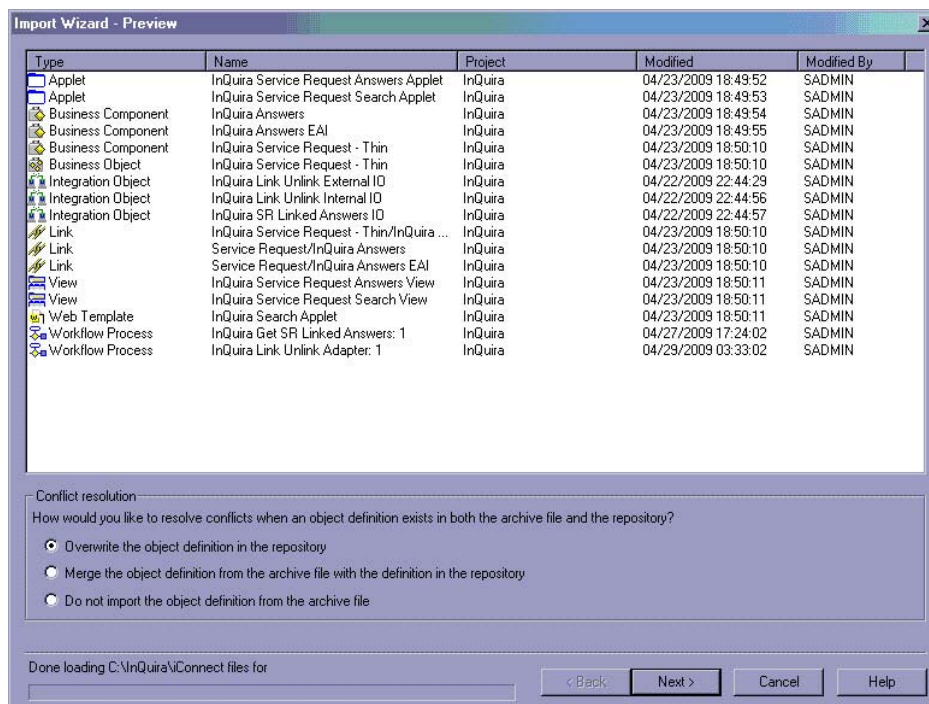 Import Wizard - Preview
Type Name Project Modified Modified By
Applet InQuira Service Request Answers Applet InQuira 04/23/2009 18:49:52 SADMIN
Applet InQuira Service Request Search Applet InQuira 04/23/2009 18:49:53 SADMIN
Business Component InQuira Answers InQuira 04/23/2009 18:49:54 SADMIN
Business Component InQuira Answers EAI InQuira 04/23/2009 18:49:55 SADMIN
Business Component InQuira Service Request - Thin InQuira 04/23/2009 18:50:10 SADMIN
Business Object InQuira Service Request - Thin InQuira 04/23/2009 18:50:10 SADMIN
Integration Object InQuira Link Unlink External IO InQuira 04/22/2009 22:44:29 SADMIN
Integration Object InQuira Link Unlink Internal IO InQuira 04/22/2009 22:44:56 SADMIN
Integration Object InQuira SR Linked Answers IO InQuira 04/22/2009 22:44:57 SADMIN
Link InQuira Service Request - Thin/InQuira ... InQuira 04/23/2009 18:50:10 SADMIN
Link Service Request/InQuira Answers InQuira 04/23/2009 18:50:10 SADMIN
Link Service Request/InQuira Answers EAI InQuira 04/23/2009 18:50:10 SADMIN
View InQuira Service Request Answers View InQuira 04/23/2009 18:50:11 SADMIN
View InQuira Service Request Search View InQuira 04/23/2009 18:50:11 SADMIN
Web Template InQuira Search Applet InQuira 04/23/2009 18:50:11 SADMIN
Workflow Process InQuira Get SR Linked Answers: 1 InQuira 04/27/2009 17:24:02 SADMIN
Workflow Process InQuira Link Unlink Adapter: 1 InQuira 04/29/2009 03:33:02 SADMIN
Conflict resolution
How would you like to resolve conflicts when an object definition exists in both the archive file and the repository?
Overwrite the object definition in the repository
Merge the object definition from the archive file with the definition in the repository
Do not import the object definition from the archive file
Done loading C:\InQuira\iConnect files for
< Back Next > Cancel Help